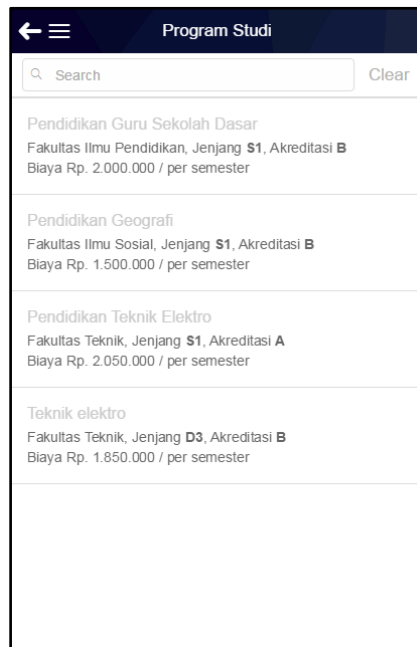 Program Studi
Search
Clear
Pendidikan Guru Sekolah Dasar
Fakultas Ilmu Pendidikan, Jenjang S1, Akreditasi B
Biaya Rp. 2.000.000 / per semester
Pendidikan Geografi
Fakultas Ilmu Sosial, Jenjang S1, Akreditasi B
Biaya Rp. 1.500.000 / per semester
Pendidikan Teknik Elektro
Fakultas Teknik, Jenjang S1, Akreditasi A
Biaya Rp. 2.050.000 / per semester
Teknik elektro
Fakultas Teknik, Jenjang D3, Akreditasi B
Biaya Rp. 1.850.000 / per semester